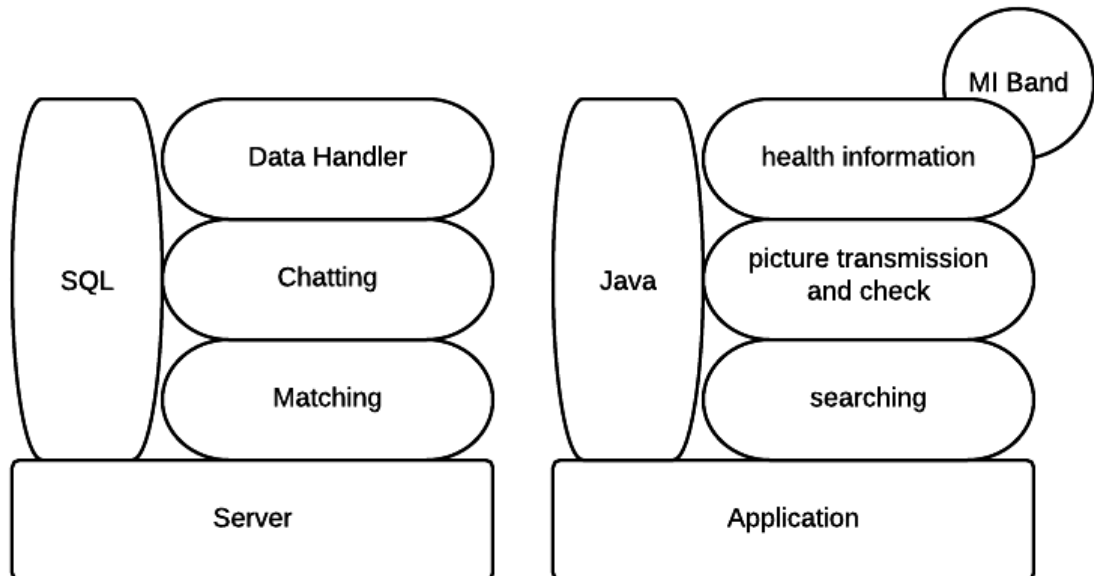 MI Band
Data Handler
health information
SQL
Chatting
Java
picture transmission
and check
Matching
searching
Server
Application